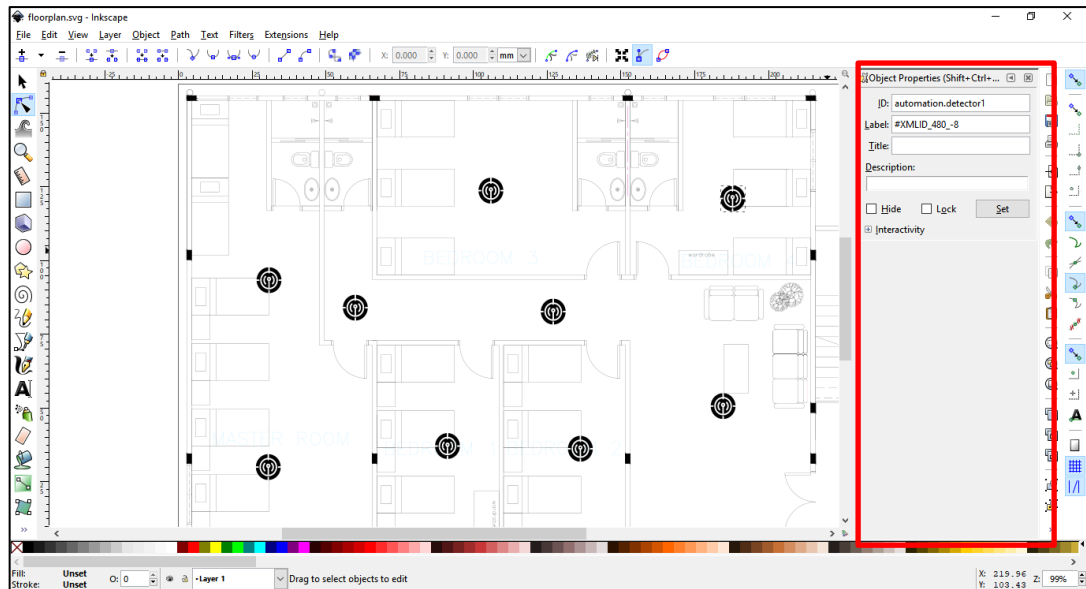 floorplan.svg - Inkscape
File Edit View Layer Object Path Text Filters Extensions Help
X: 0.000 Y: 0.000 mm
Object Properties (Shift+Ctrl+...
ID: automation.detector1
Label: #XMLID_480_-8
Title:
Description:
Hide Lock Set
Interactivity
BEDROOM 3
wardrobe
MASTER ROOM
Fill: Unset
Stroke: Unset
O: 0
-Layer 1
Drag to select objects to edit
X: 219.96
Y: 103.43
Z: 99%